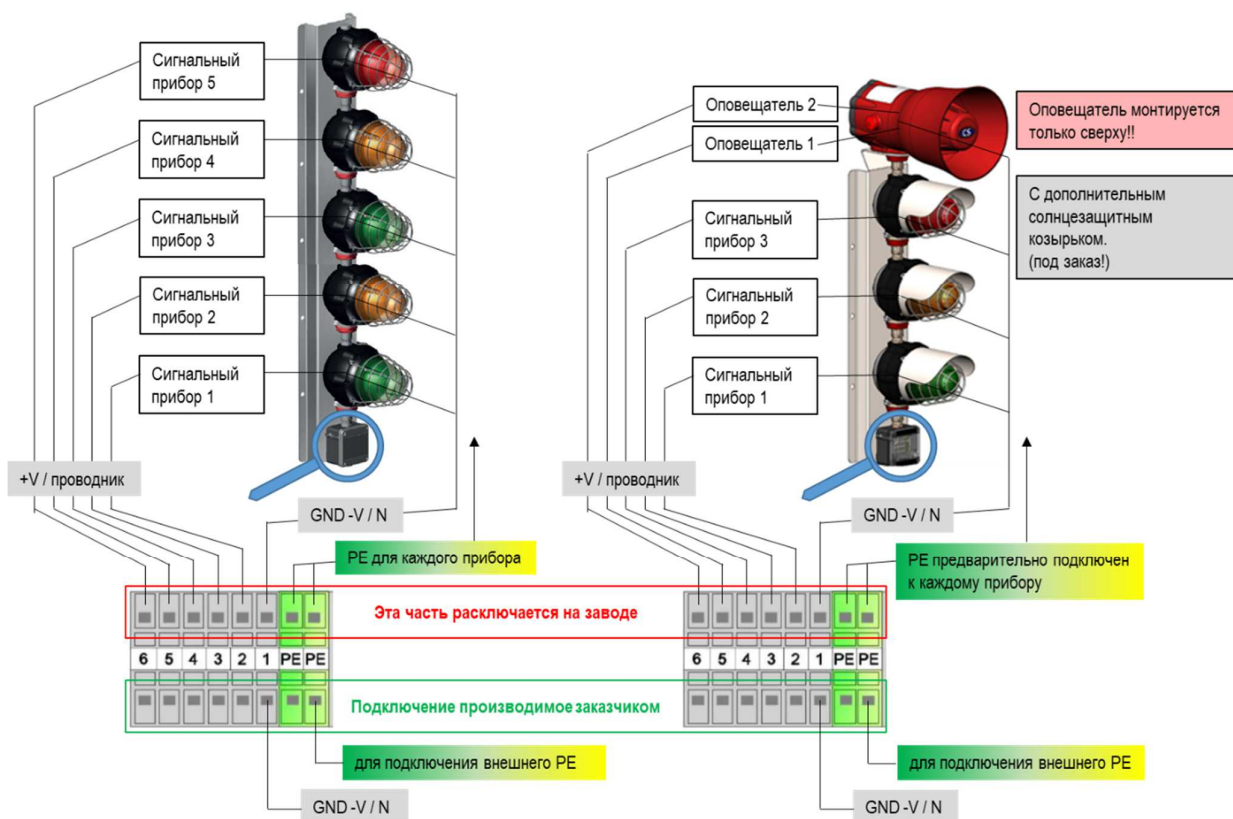 Сигнальный
прибор 5
Сигнальный
прибор 4
Сигнальный
прибор 3
Сигнальный
прибор 2
Сигнальный
прибор 1
+V / проводник
GND -V / N
PE для каждого прибора
Оповещатель 2
Оповещатель 1
CS
Оповещатель монтируется
только сверху!!
С дополнительным
солнцезащитным
козырьком.
(под заказ!)
Сигнальный
прибор 3
Сигнальный
прибор 2
Сигнальный
прибор 1
+V / проводник
GND -V / N
PE предварительно подключен
к каждому прибору
Эта часть расключается на заводе
6 5 4 3 2 1 PE PE
6 5 4 3 2 1 PE PE
Подключение производимое заказчиком
для подключения внешнего PE
GND -V / N
для подключения внешнего PE
GND -V / N